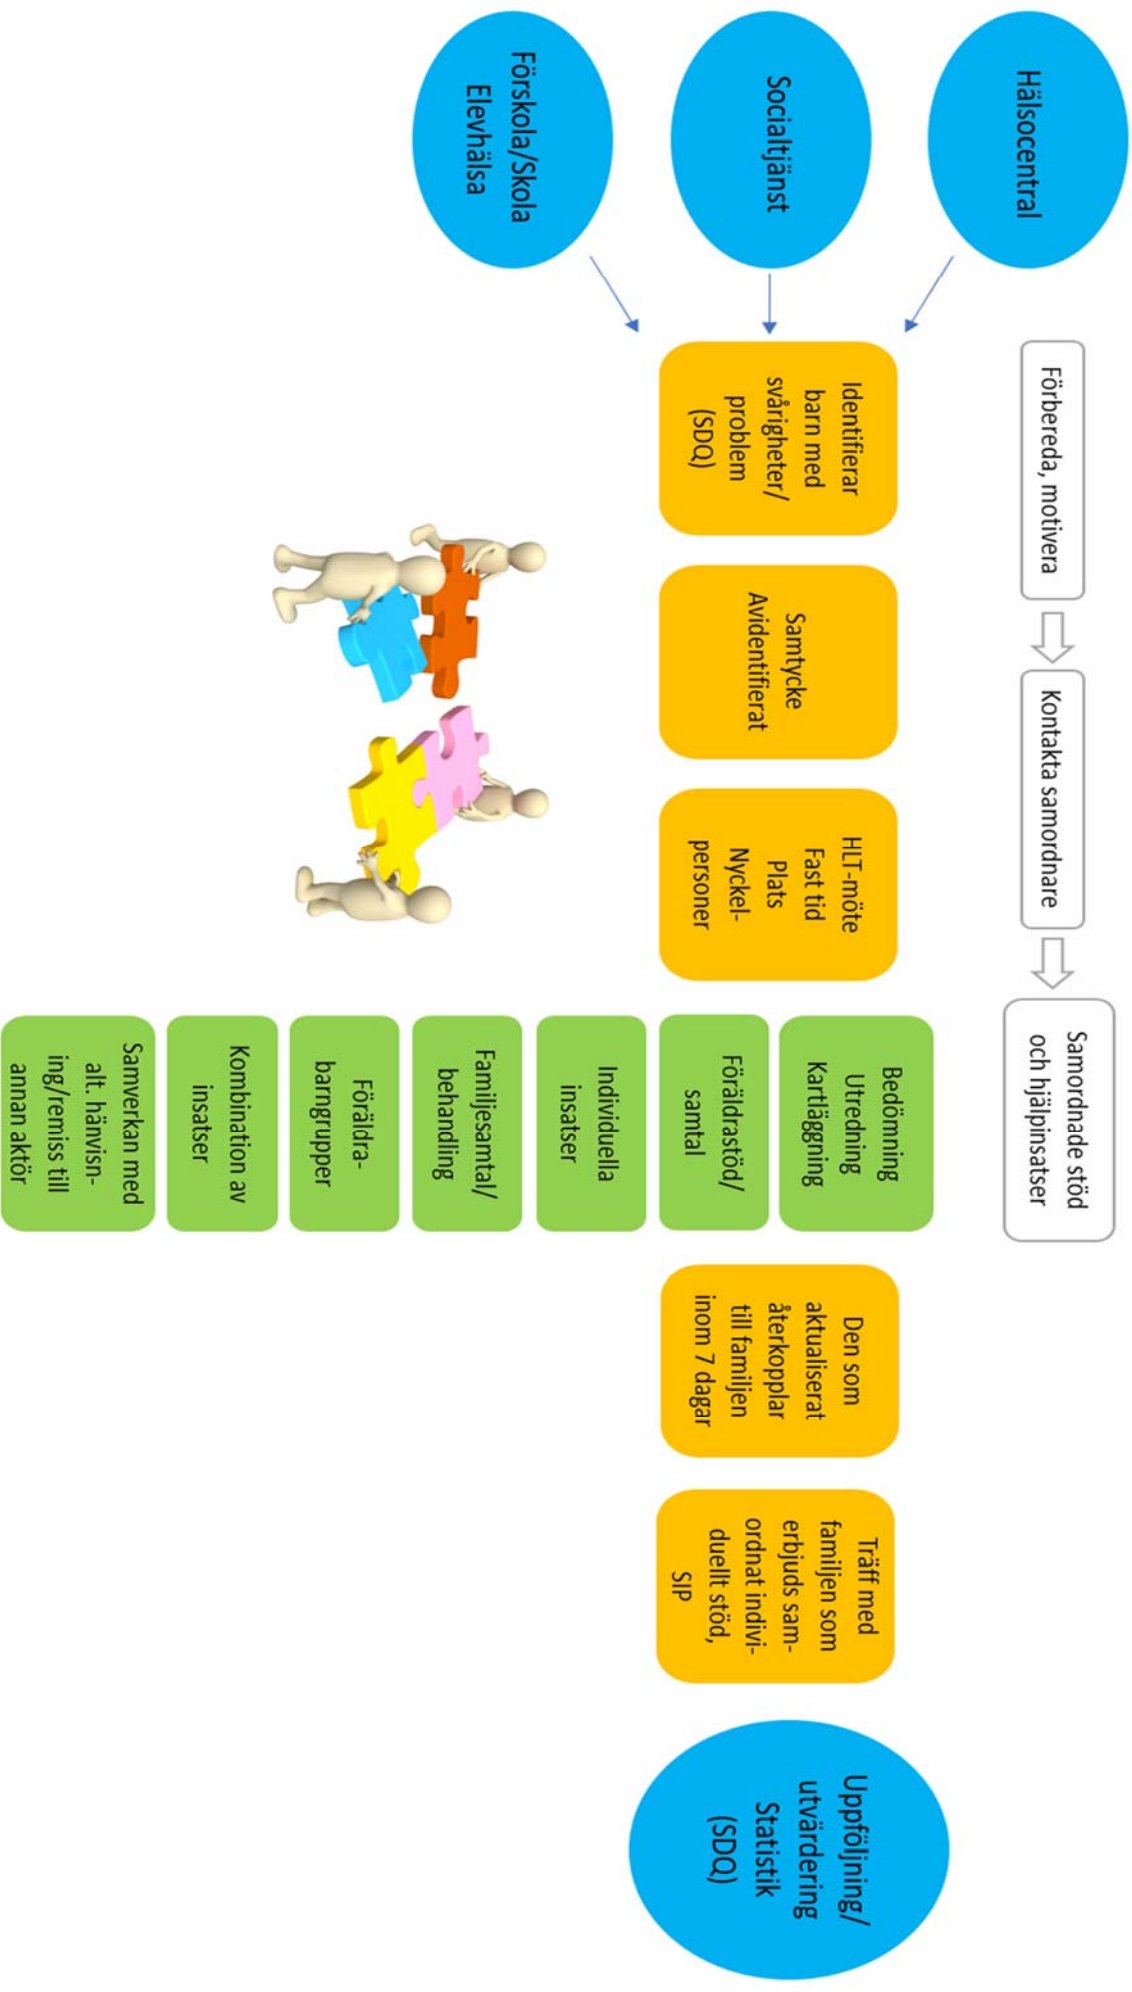 Hälsocentral
Socialtjänst
Förskola/Skola
Elevhälsa
Förbereda, motivera
Kontakta samordnare
Samordnade stöd
och hjälpinsatser
Identifierar
barn med
svårigheter/
problem
(SDQ)
Samtycke
Avidentifierat
HLT-möte
Fast tid
Plats
Nyckel-
personer
Bedömning
Utredning
Kartläggning
Föräldrastöd/
samtal
Individuella
insatser
Familjesamtal/
behandling
Föräldra-
barngrupper
Kombination av
insatser
Samverkan med
alt. hänvisn-
ing/remiss till
annan aktör
Den som
aktualiserat
återkopplar
till familjen
inom 7 dagar
Träff med
familjen som
erbjuds sam-
ordnat indivi-
duellt stöd,
SIP
Uppföljning/
utvärdering
Statistik
(SDQ)